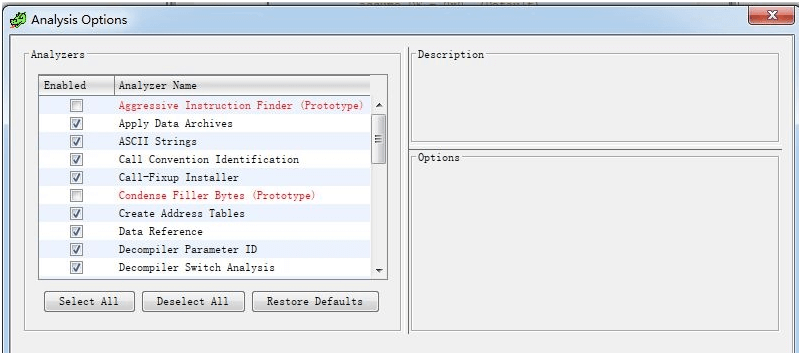 Analysis Options
Analyzers
Enabled Analyzer Name
Aggressive Instruction Finder (Prototype)
Apply Data Archives
ASCII Strings
Call Convention Identification
Call-Fixup Installer
Condense Filler Bytes (Prototype)
Create Address Tables
Data Reference
Decompiler Parameter ID
Decompiler Switch Analysis
Select All Deselect All Restore Defaults
Description
Options